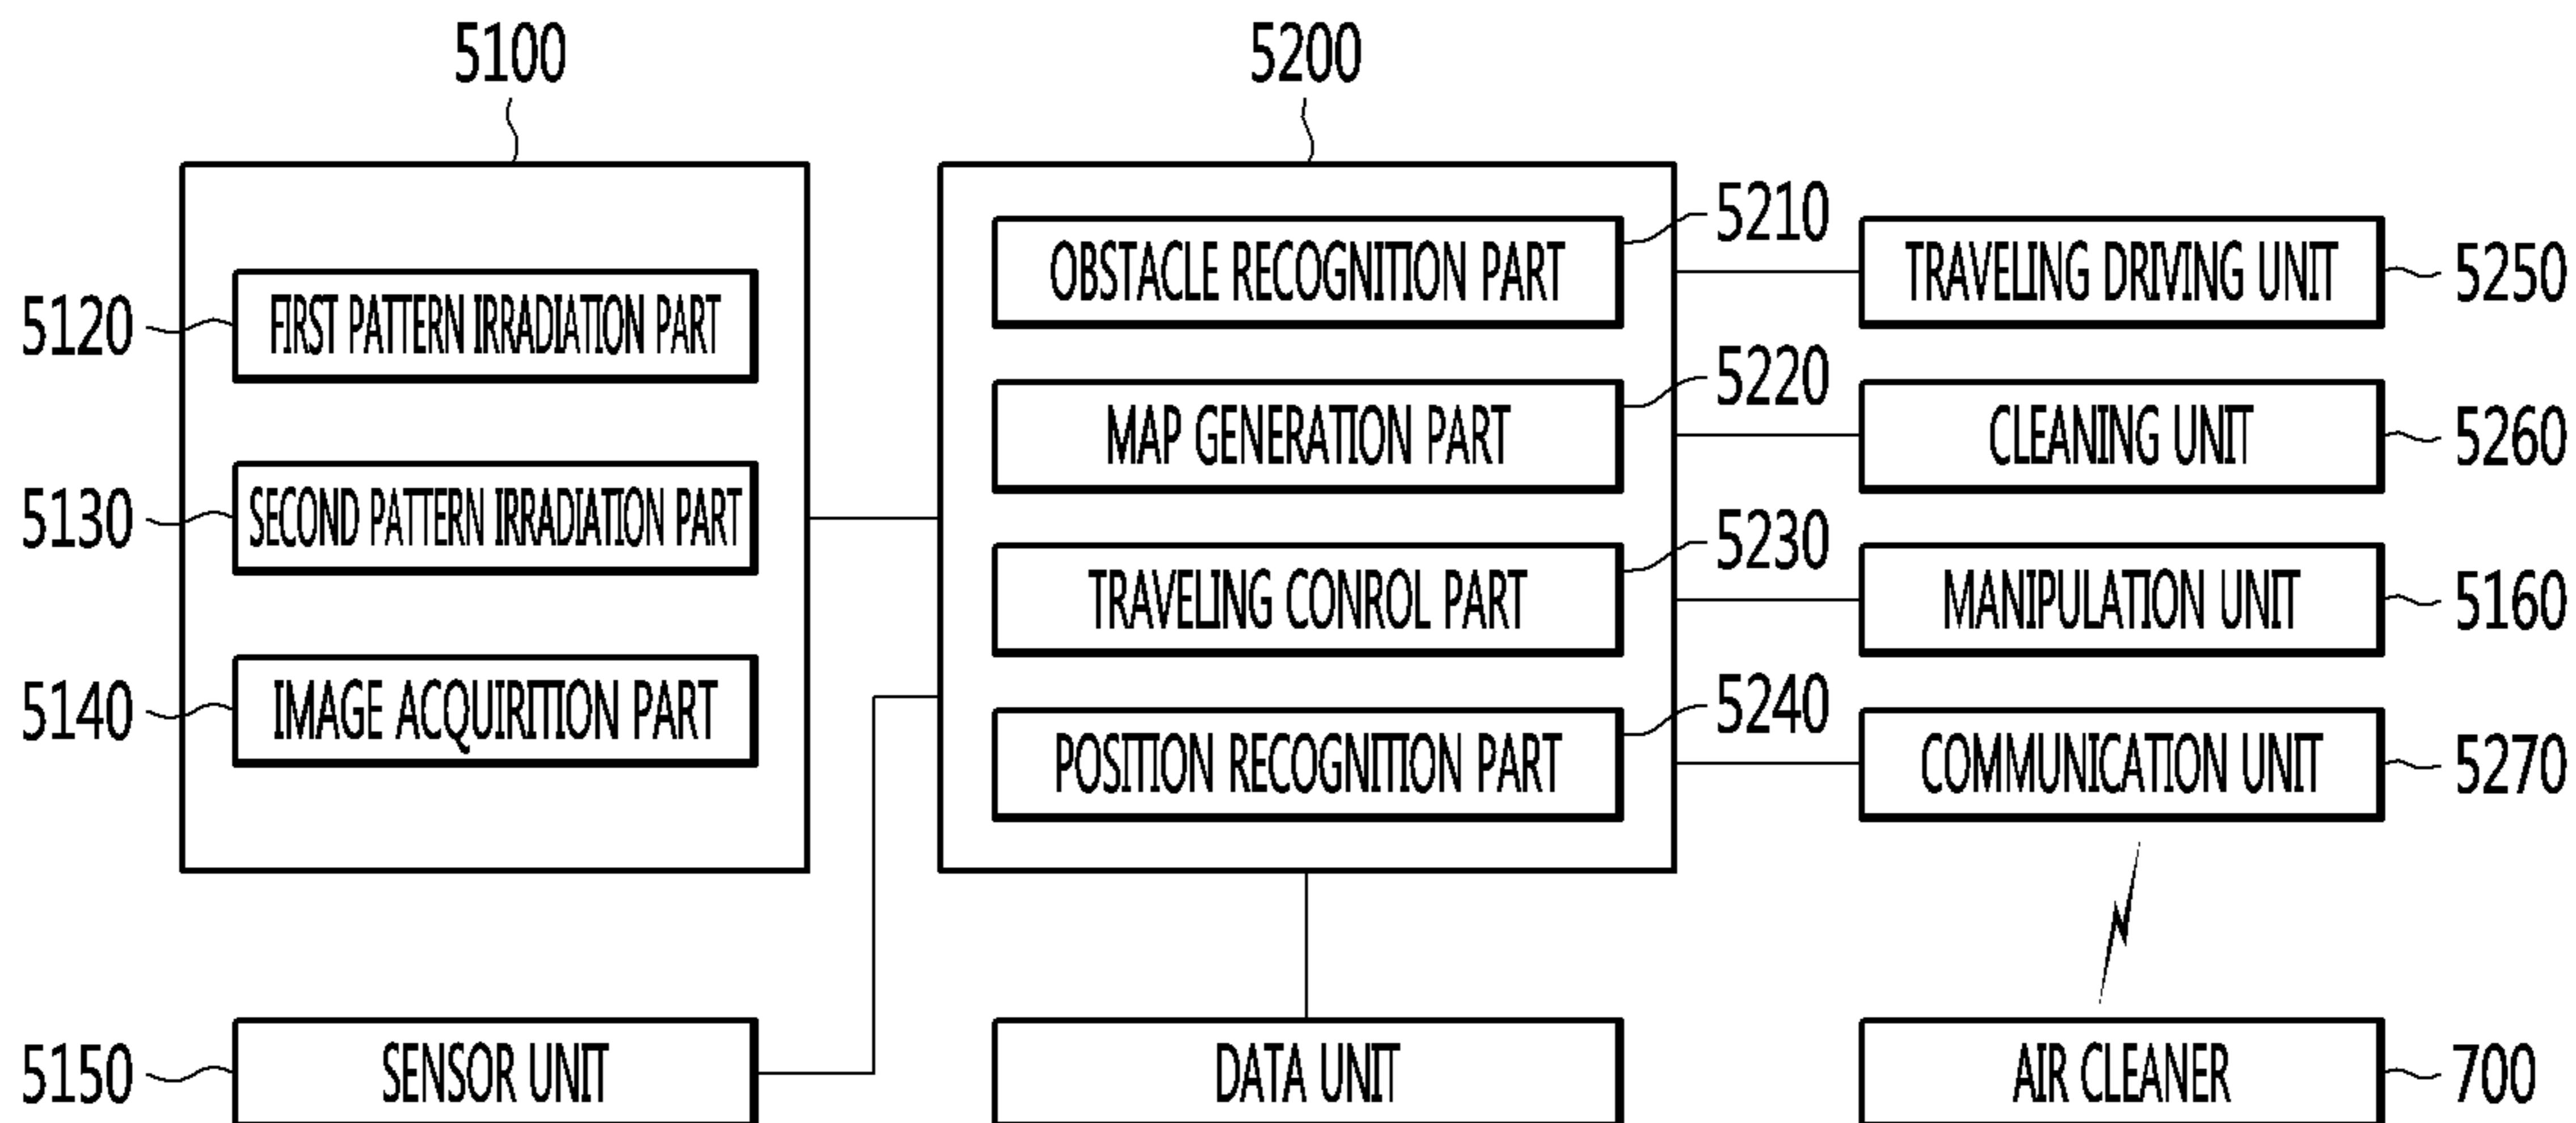 5100
5200
5120
FIRST PATTERN IRRADIATION PART
5130
SECOND PATTERN IRRADIATION PART
5140
IMAGE ACQUIRITION PART
5150
SENSOR UNIT
OBSTACLE RECOGNITION PART
5210
MAP GENERATION PART
5220
TRAVELING CONROL PART
5230
POSITION RECOGNITION PART
5240
DATA UNIT
TRAVELING DRIVING UNIT
5250
CLEANING UNIT
5260
MANIPULATION UNIT
5160
COMMUNICATION UNIT
5270
AIR CLEANER
700